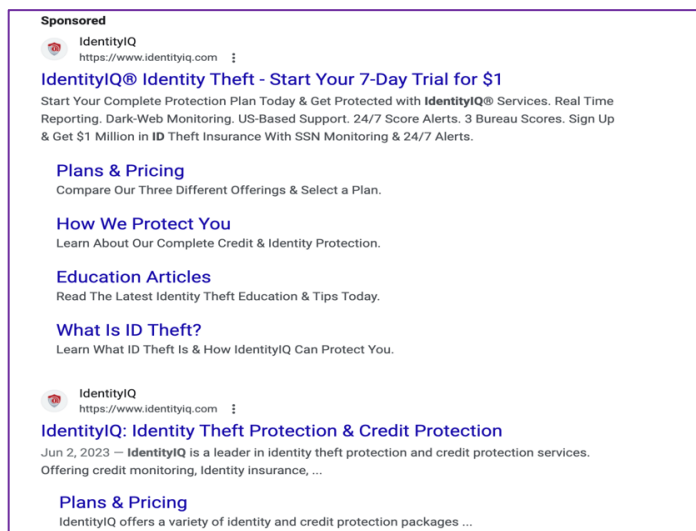 Sponsored
IdentityIQ
https://www.identityiq.com
IdentityIQ® Identity Theft - Start Your 7-Day Trial for $1
Start Your Complete Protection Plan Today & Get Protected with IdentityIQ® Services. Real Time
Reporting. Dark-Web Monitoring. US-Based Support. 24/7 Score Alerts. 3 Bureau Scores. Sign Up
& Get $1 Million in ID Theft Insurance With SSN Monitoring & 24/7 Alerts.
Plans & Pricing
Compare Our Three Different Offerings & Select a Plan.
How We Protect You
Learn About Our Complete Credit & Identity Protection.
Education Articles
Read The Latest Identity Theft Education & Tips Today.
What Is ID Theft?
Learn What ID Theft Is & How IdentityIQ Can Protect You.
IdentityIQ
https://www.identityiq.com
IdentityIQ: Identity Theft Protection & Credit Protection
Jun 2, 2023 — IdentityIQ is a leader in identity theft protection and credit protection services.
Offering credit monitoring, Identity insurance, ...
Plans & Pricing
IdentityIQ offers a variety of identity and credit protection packages ...